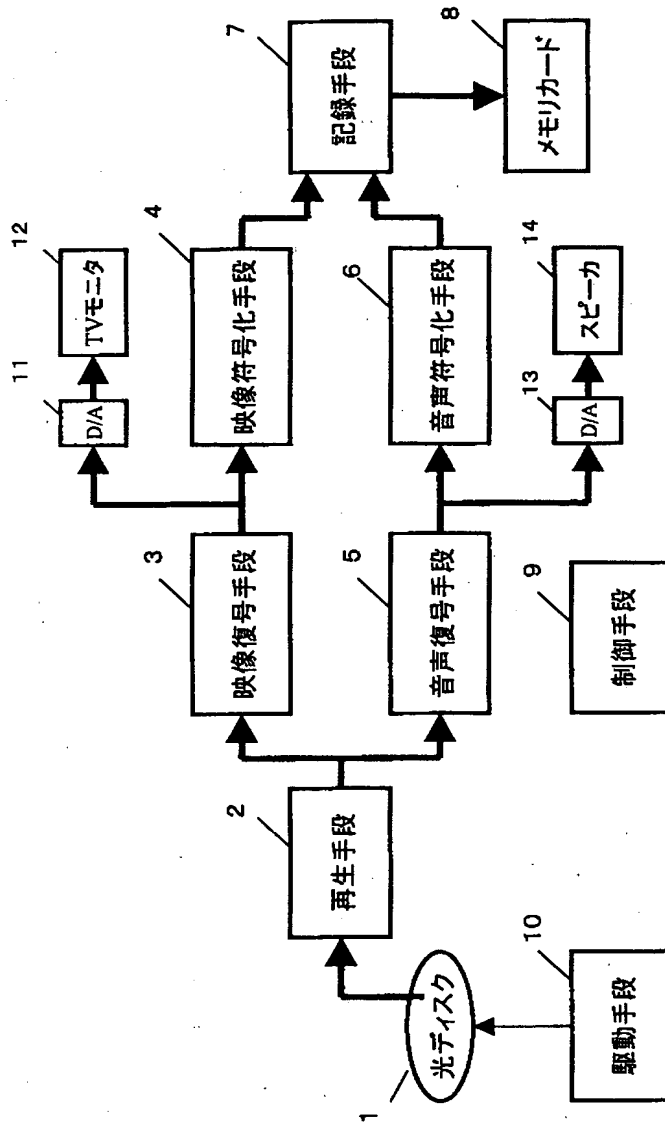 1
光ディスク
10
駆動手段
2
再生手段
3
映像復号手段
5
音声復号手段
9
制御手段
11
D/A
12
TVモニタ
4
映像符号化手段
6
音声符号化手段
13
D/A
14
スピーカ
7
記録手段
8
メモリカード